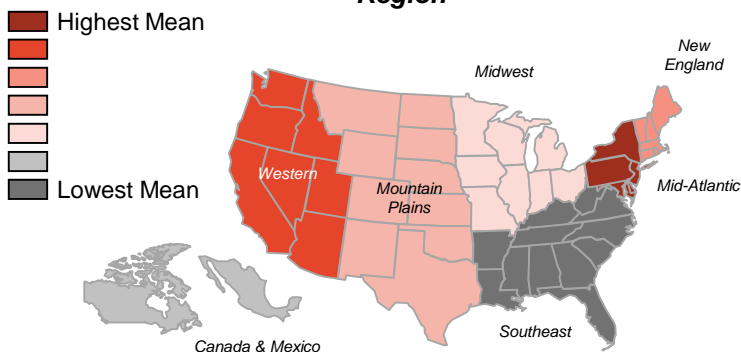 Region
Highest Mean
New
England
Midwest
Western
Mountain
Plains
Mid-Atlantic
Lowest Mean
Southeast
Canada & Mexico